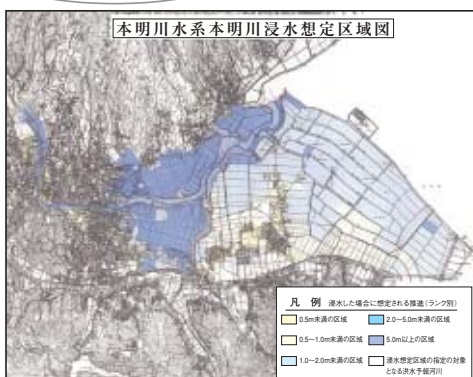 本明川水系本明川浸水想定区域図
凡 例 浸水した場合に想定される推進(ランク別)
0.5m未満の区域
2.0~5.0m未満の区域
0.5~1.0m未満の区域
5.0m以上の区域
1.0~2.0m未満の区域
浸水想定区域の指定の対象
となる洪水予報河川